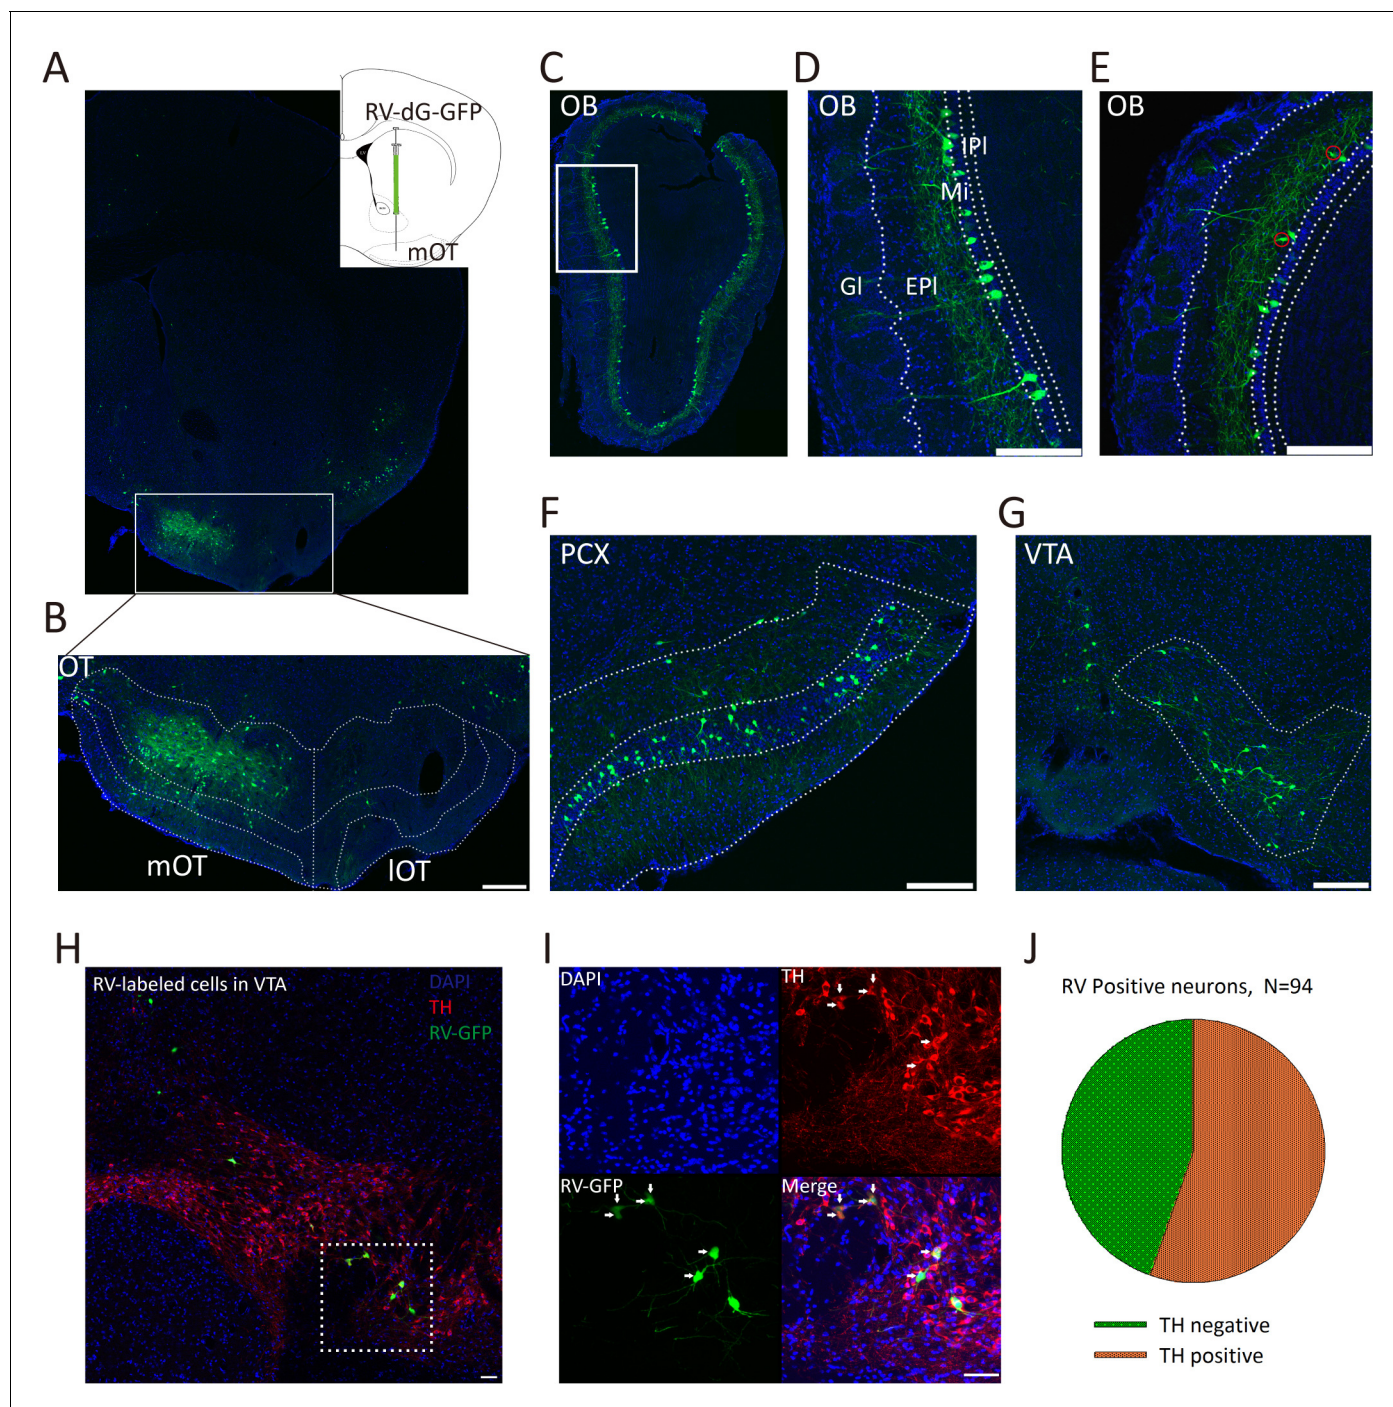 A
RV-dG-GFP
mOT
B
OT
mOT
lOT
C
OB
D
OB
IPl
Mi
Gl
EPl
E
OB
F
PCX
G
VTA
H
RV-labeled cells in VTA
DAPI
TH
RV-GFP
I
DAPI
TH
RV-GFP
Merge
J
RV Positive neurons, N=94
TH negative
TH positive